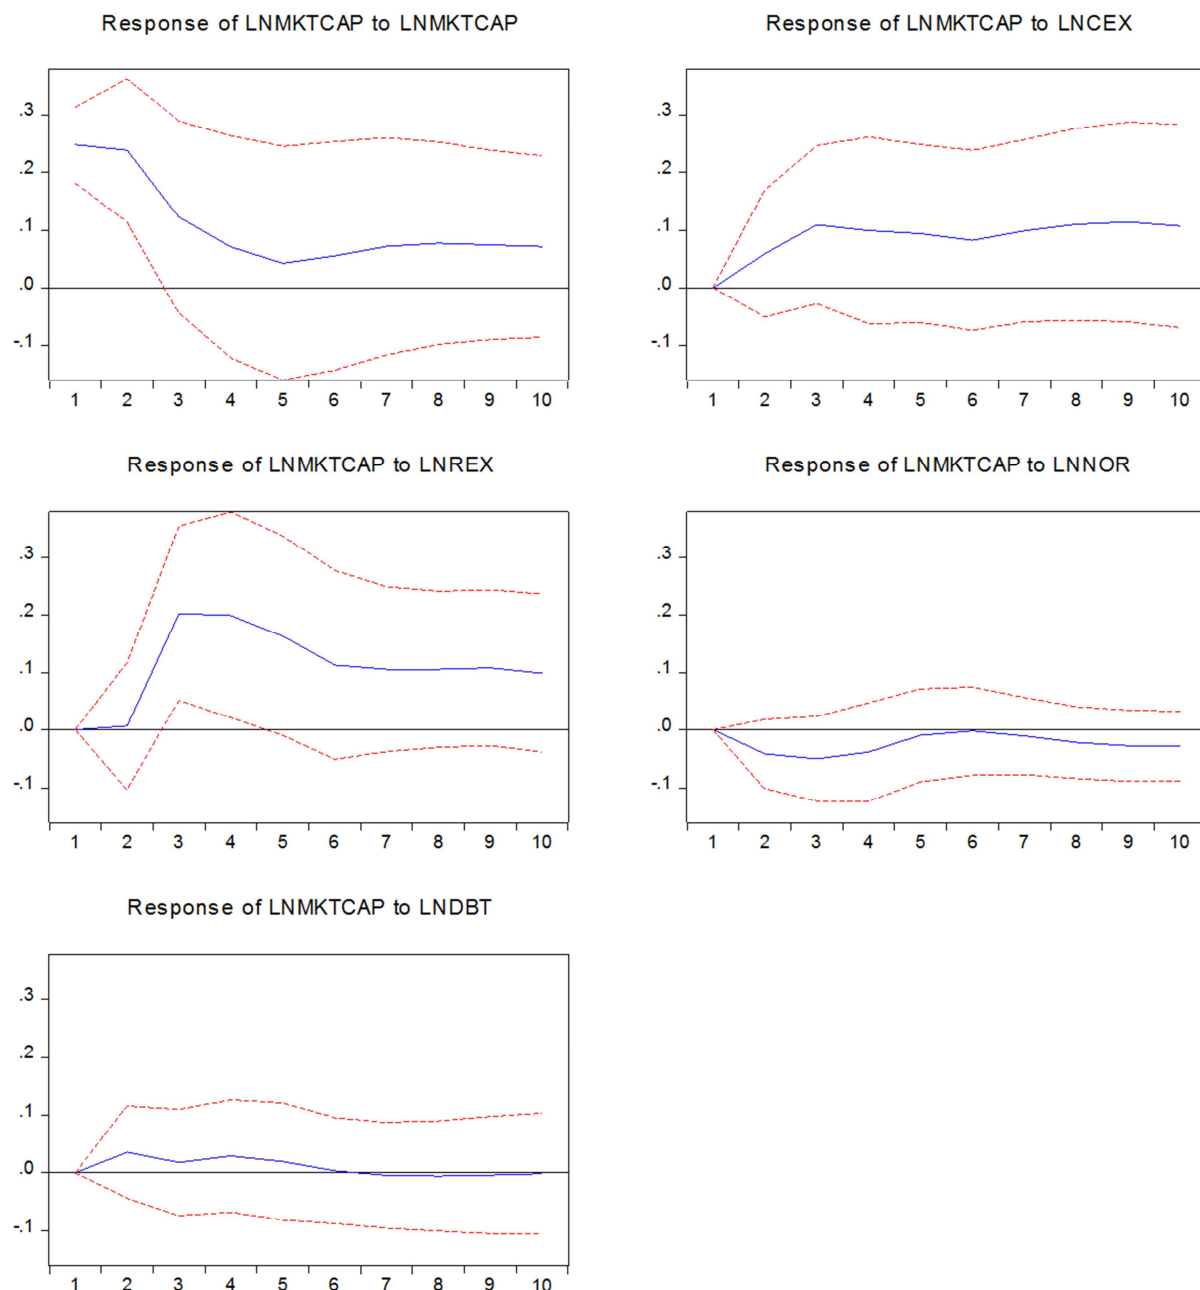 Response of LNMKTCAP to LNMKTCAP
.3
.2
.1
.0
-.1
1 2 3 4 5 6 7 8 9 10
Response of LNMKTCAP to LNCEX
.3
.2
.1
.0
-.1
1 2 3 4 5 6 7 8 9 10
Response of LNMKTCAP to LNREX
.3
.2
.1
.0
-.1
1 2 3 4 5 6 7 8 9 10
Response of LNMKTCAP to LNNOR
.3
.2
.1
.0
-.1
1 2 3 4 5 6 7 8 9 10
Response of LNMKTCAP to LNDBT
.3
.2
.1
.0
-.1
1 2 3 4 5 6 7 8 9 10